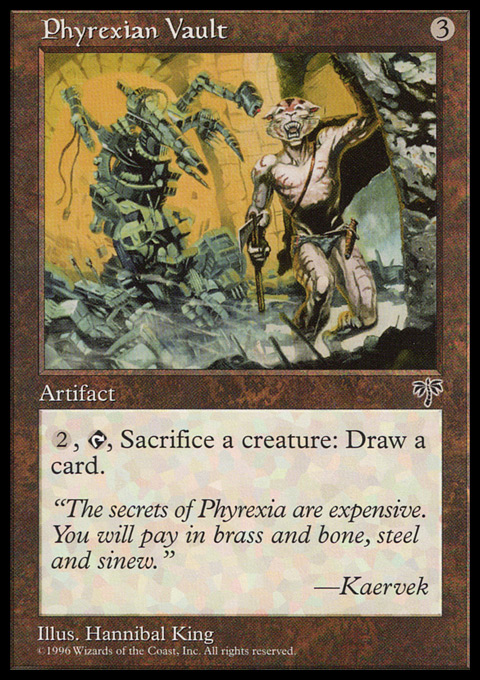 Phyrexian Vault 3
Artifact
2, , Sacrifice a creature: Draw a
card.
“The secrets of Phyrexia are expensive.
You will pay in brass and bone, steel
and sinew.”
—Kaervek
Illus. Hannibal King
©1996 Wizards of the Coast, Inc. All rights reserved.